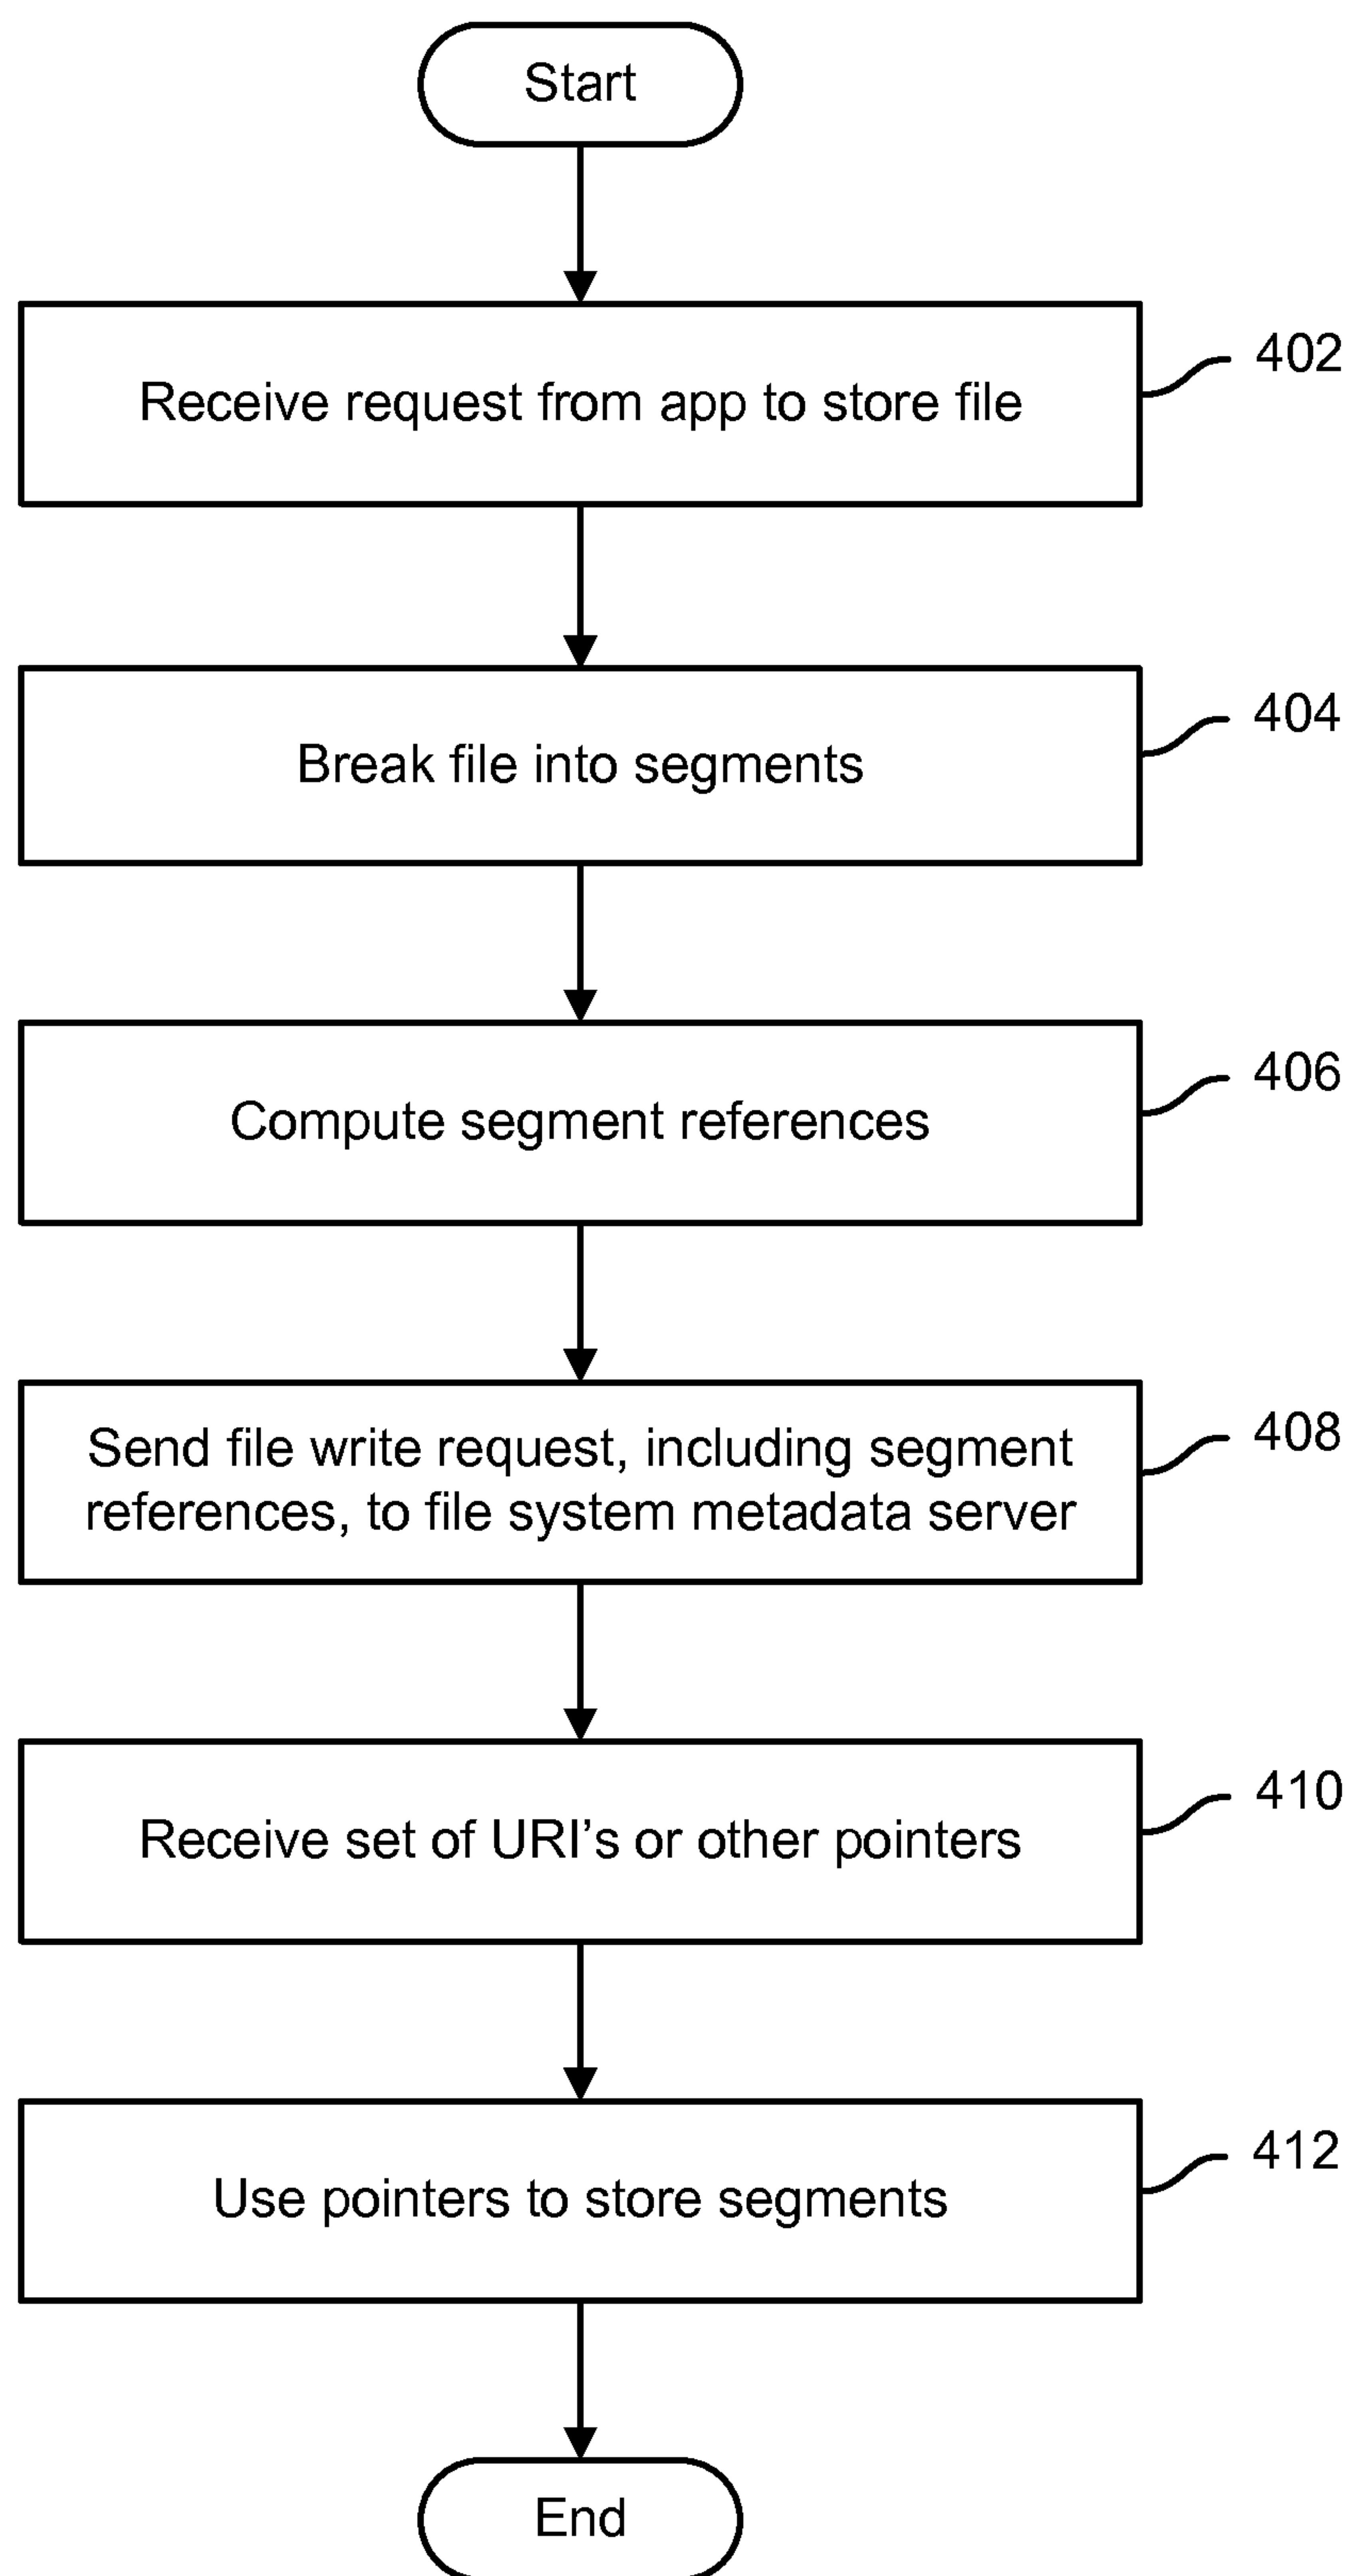 Start
Receive request from app to store file
402
Break file into segments
404
Compute segment references
406
Send file write request, including segment
references, to file system metadata server
408
Receive set of URI’s or other pointers
410
Use pointers to store segments
412
End